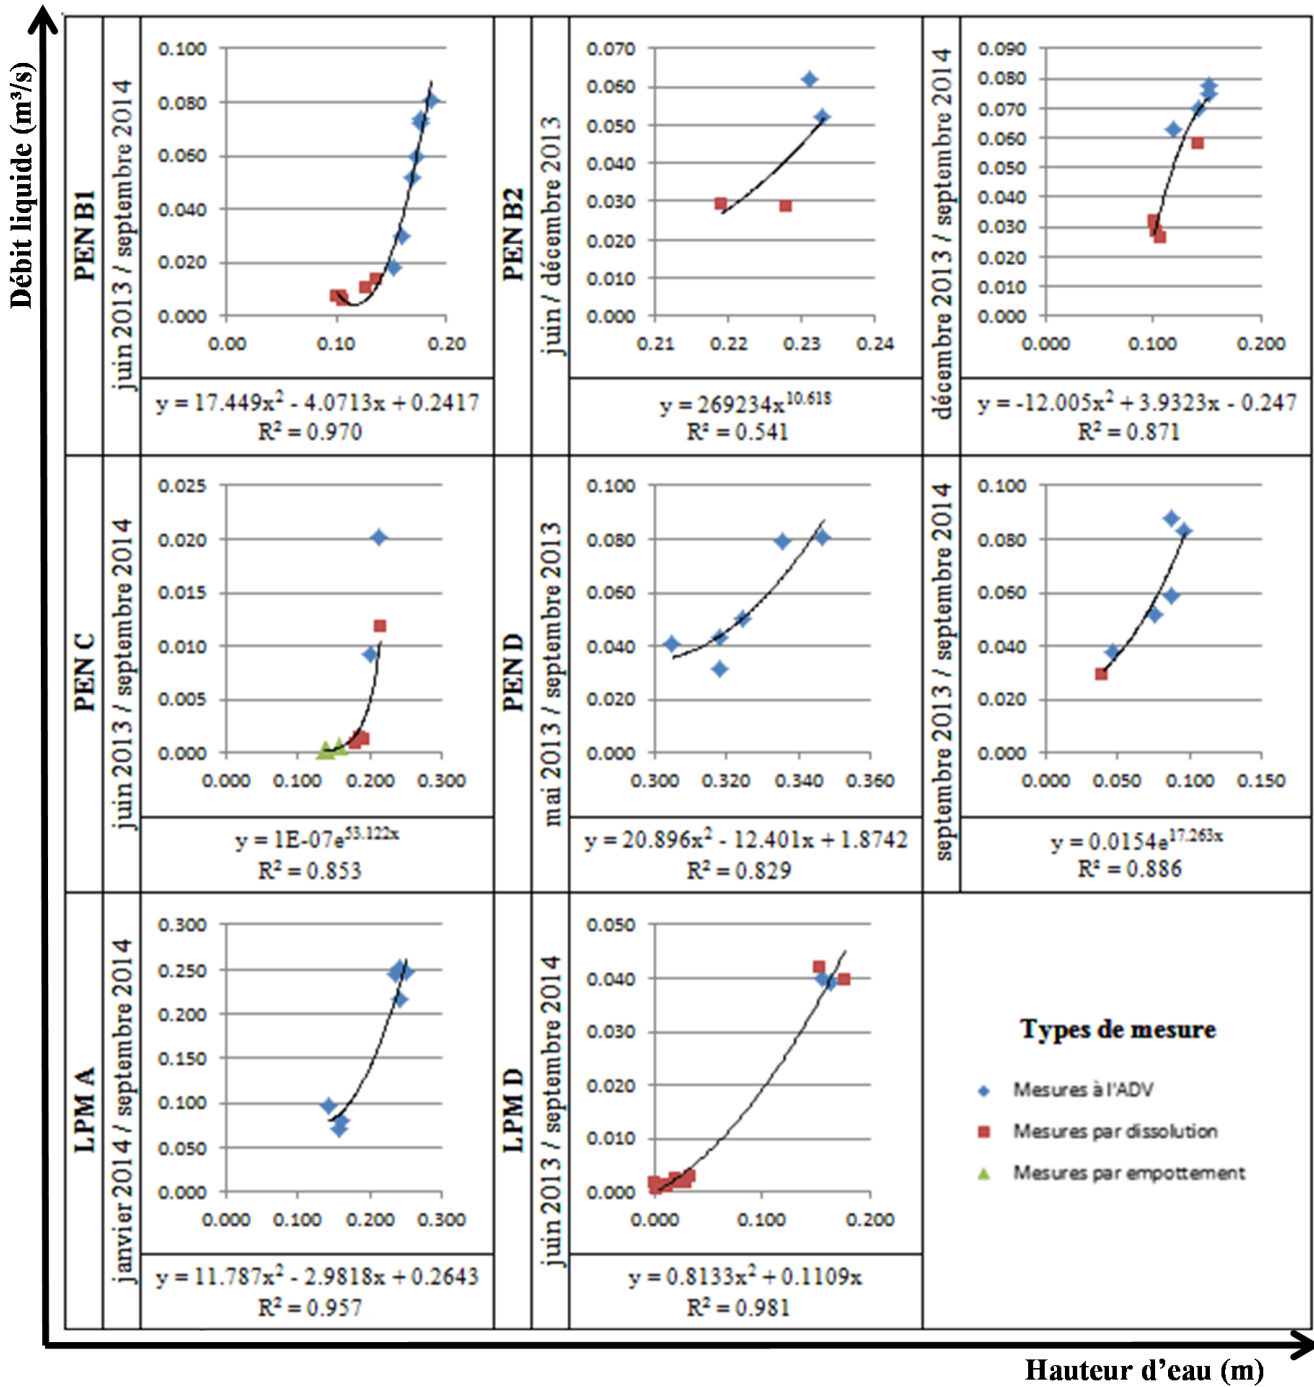 Débit liquide (m³/s)
PEN B1
juin 2013 / septembre 2014
0.100
0.080
0.060
0.040
0.020
0.000
0.00 0.10 0.20
y = 17.449x² - 4.0713x + 0.2417
R² = 0.970
PEN B2
juin / décembre 2013
0.070
0.060
0.050
0.040
0.030
0.020
0.010
0.000
0.21 0.22 0.23 0.24
y = 269234x^10.618
R² = 0.541
décembre 2013 / septembre 2014
0.090
0.080
0.070
0.060
0.050
0.040
0.030
0.020
0.010
0.000
0.000 0.100 0.200
y = -12.005x² + 3.9323x - 0.247
R² = 0.871
PEN C
juin 2013 / septembre 2014
0.025
0.020
0.015
0.010
0.005
0.000
0.000 0.100 0.200 0.300
y = 1E-07e^53.122x
R² = 0.853
PEN D
mai 2013 / septembre 2013
0.100
0.080
0.060
0.040
0.020
0.000
0.300 0.320 0.340 0.360
y = 20.896x² - 12.401x + 1.8742
R² = 0.829
septembre 2013 / septembre 2014
0.100
0.080
0.060
0.040
0.020
0.000
0.000 0.050 0.100 0.150
y = 0.0154e^17.263x
R² = 0.886
LPM A
janvier 2014 / septembre 2014
0.300
0.250
0.200
0.150
0.100
0.050
0.000
0.000 0.100 0.200 0.300
y = 11.787x² - 2.9818x + 0.2643
R² = 0.957
LPM D
juin 2013 / septembre 2014
0.050
0.040
0.030
0.020
0.010
0.000
0.000 0.100 0.200
y = 0.8133x² + 0.1109x
R² = 0.981
Types de mesure
Mesures à l'ADV
Mesures par dissolution
Mesures par empottement
Hauteur d'eau (m)